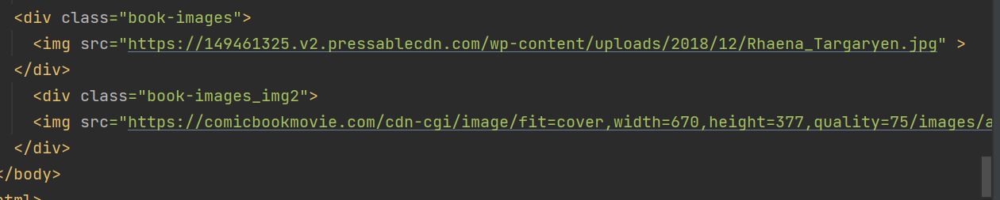 <div class="book-images">
<img src="https://149461325.v2.pressablecdn.com/wp-content/uploads/2018/12/Rhaena_Targaryen.jpg" >
</div>
<div class="book-images_img2">
<img src="https://comicbookmovie.com/cdn-cgi/image/fit=cover,width=670,height=377,quality=75/images/a
</div>
</body>
html>